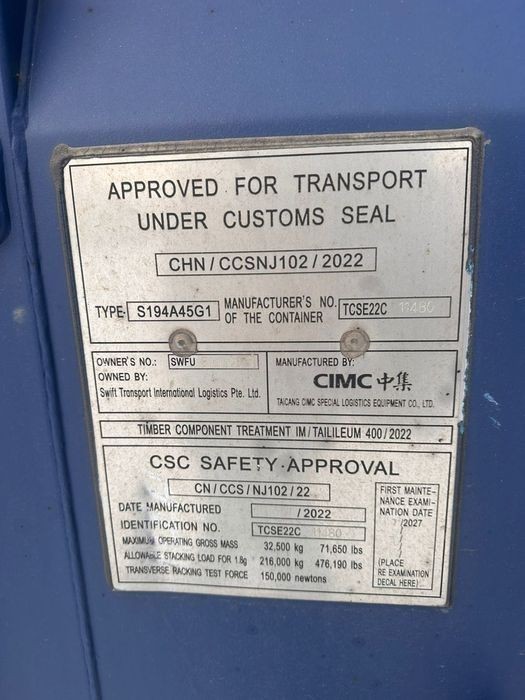 APPROVED FOR TRANSPORT
UNDER CUSTOMS SEAL
CHN/CCSNJ102/2022
TYPE: S194A45G1 MANUFACTURER'S NO. OF THE CONTAINER TCSE22C 11480
OWNER'S NO.: SWFU
OWNED BY:
Swift Transport International Logistics Pte. Ltd.
MANUFACTURED BY:
CIMC 中集
TAICANG CIMC SPECIAL LOGISTICS EQUIPMENT CO., LTD.
TIMBER COMPONENT TREATMENT IM/TAILILEUM 400/2022
CSC SAFETY APPROVAL
CN/CCS/NJ102/22
DATE MANUFACTURED /2022
IDENTIFICATION NO. TCSE22C 11480
MAXIMUM OPERATING GROSS MASS 32,500 kg 71,650 lbs
ALLOWABLE STACKING LOAD FOR 1.8g 216,000 kg 476,190 lbs
TRANSVERSE RACKING TEST FORCE 150,000 newtons
FIRST MAINTE-
NANCE EXAMI-
NATION DATE
/2027
(PLACE
RE EXAMINATION
DECAL HERE)